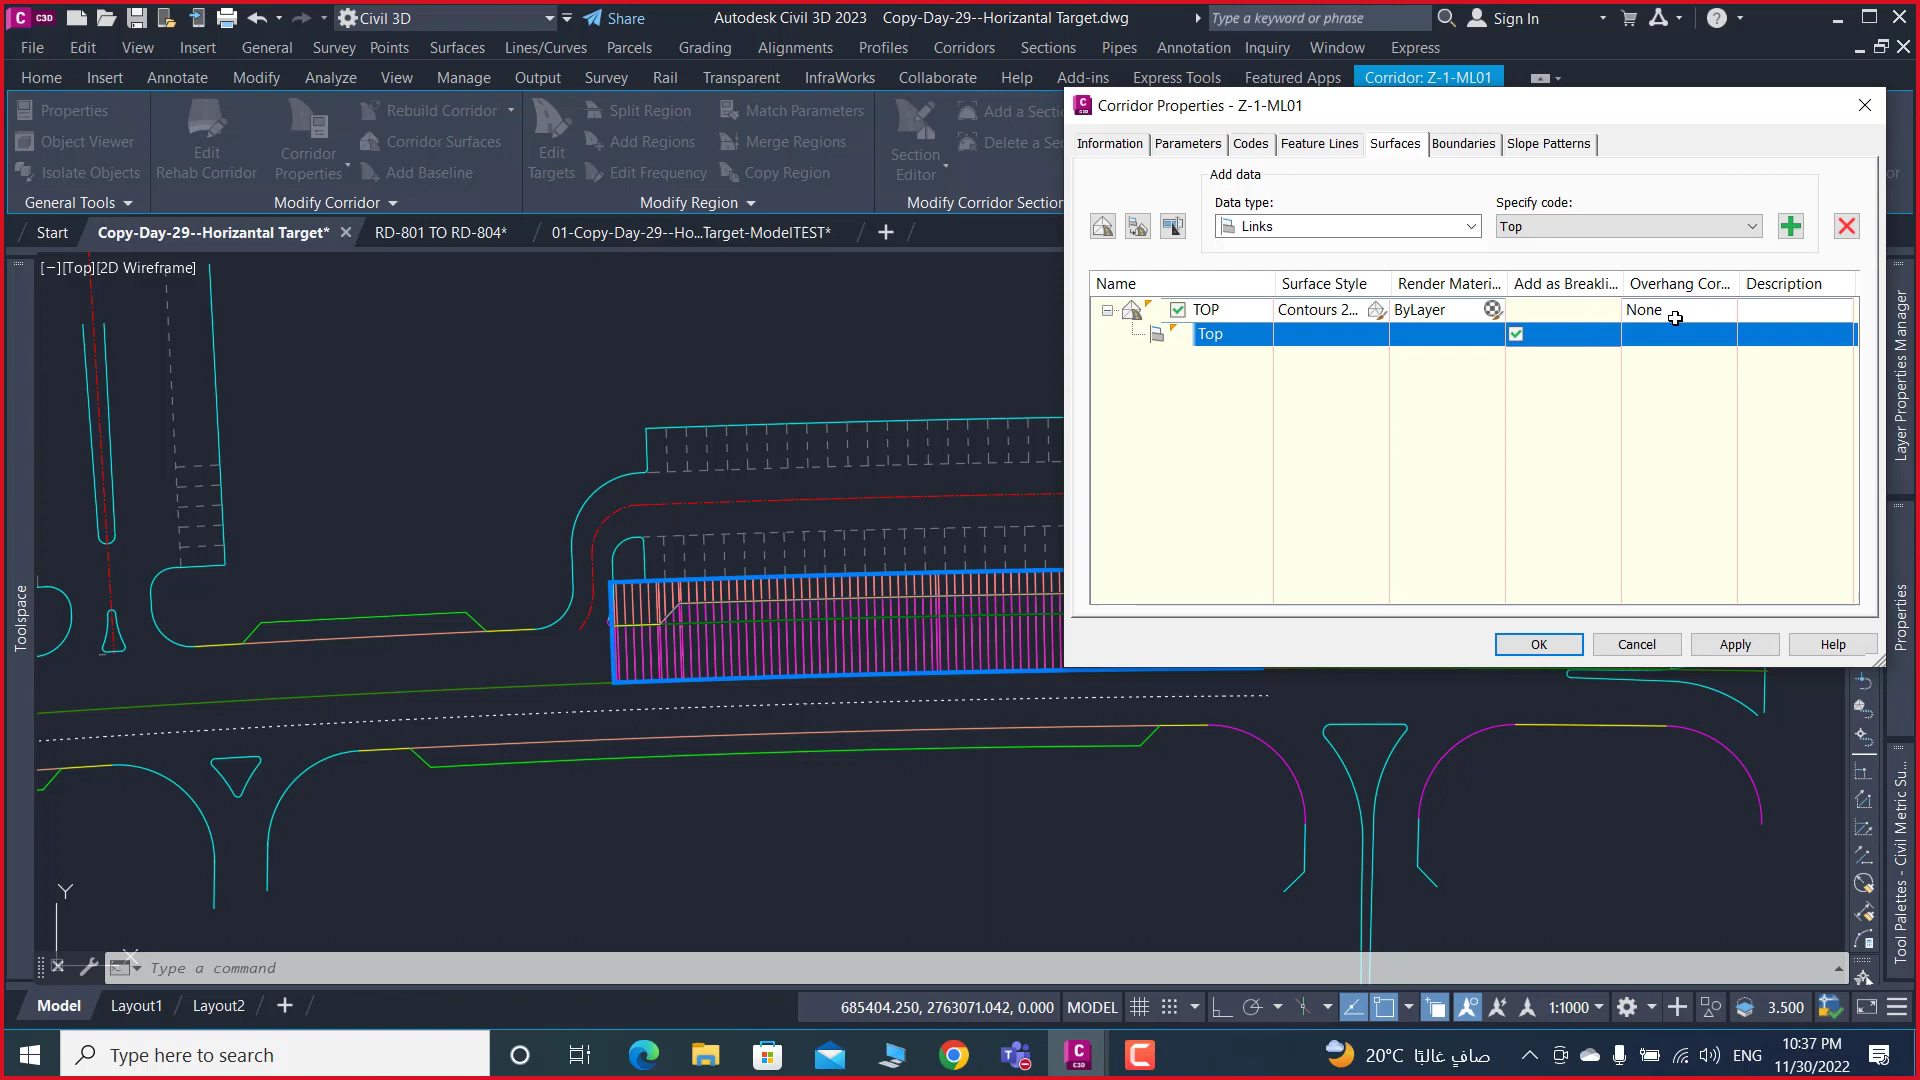 C3D
Civil 3D
Share
Autodesk Civil 3D 2023
Copy-Day-29--Horizantal Target.dwg
Type a keyword or phrase
Sign In
File Edit View Insert General Survey Points Surfaces Lines/Curves Parcels Grading Alignments Profiles Corridors Sections Pipes Annotation Inquiry Window Express
Home Insert Annotate Modify Analyze View Manage Output Survey Rail Transparent InfraWorks Collaborate Help Add-ins Express Tools Featured Apps Corridor: Z-1-ML01
Properties
Object Viewer
Isolate Objects
General Tools
Edit
Rehab Corridor
Corridor
Properties
Rebuild Corridor
Corridor Surfaces
Add Baseline
Modify Corridor
Edit
Targets
Split Region
Add Regions
Edit Frequency
Match Parameters
Merge Regions
Copy Region
Modify Region
Section
Editor
Add a Secti
Delete a Se
Modify Corridor Section
Start
Copy-Day-29--Horizantal Target*
RD-801 TO RD-804*
01-Copy-Day-29--Ho...Target-ModelTEST*
[−][Top][2D Wireframe]
Toolspace
Corridor Properties - Z-1-ML01
Information Parameters Codes Feature Lines Surfaces Boundaries Slope Patterns
Add data
Data type:
Links
Specify code:
Top
Name Surface Style Render Materi... Add as Breakli... Overhang Cor... Description
TOP Contours 2... ByLayer None
Top
OK Cancel Apply Help
Layer Properties Manager
Properties
Tool Palettes - Civil Metric Su...
Y
X
Type a command
Model Layout1 Layout2
685404.250, 2763071.042, 0.000 MODEL
1:1000
3.500
Type here to search
20°C صافٍ غالبًا
ENG
10:37 PM
11/30/2022